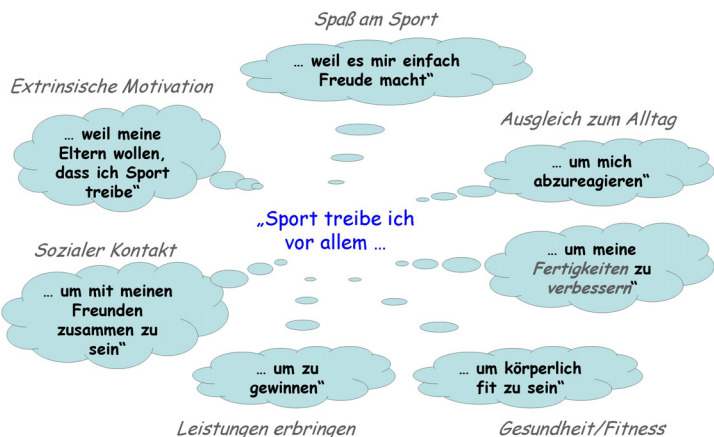 Spaß am Sport
… weil es mir einfach
Freude macht“
Extrinsische Motivation
… weil meine
Eltern wollen,
dass ich Sport
treibe“
Ausgleich zum Alltag
… um mich
abzureagieren“
„Sport treibe ich
vor allem …
… um meine
Fertigkeiten zu
verbessern“
Sozialer Kontakt
… um mit meinen
Freunden
zusammen zu
sein“
… um zu
gewinnen“
Leistungen erbringen
… um körperlich
fit zu sein“
Gesundheit/Fitness